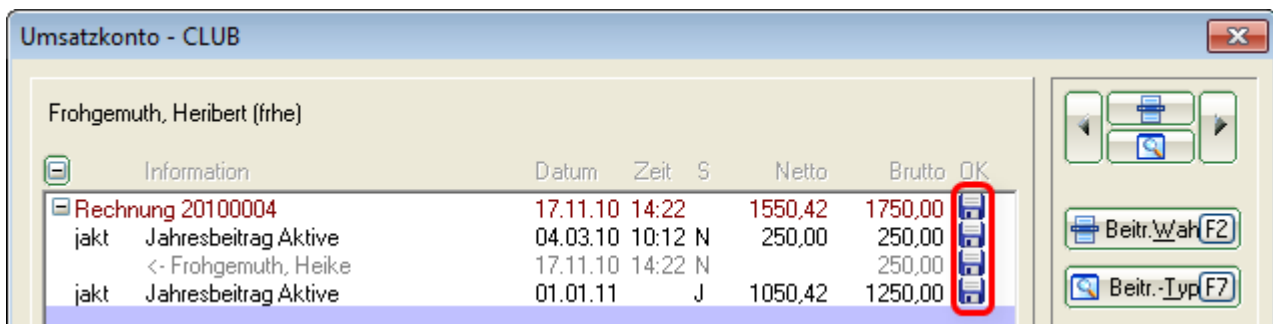 Umsatzkonto - CLUB
Frohgemuth, Heribert (frhe)
Information Datum Zeit S Netto Brutto OK
Rechnung 20100004 17.11.10 14:22 1550,42 1750,00
jakt Jahresbeitrag Aktive 04.03.10 10:12 N 250,00 250,00
<- Frohgemuth, Heike 17.11.10 14:22 N 250,00
jakt Jahresbeitrag Aktive 01.01.11 J 1050,42 1250,00
Beitr.Wah F2
Beitr.-Typ F7